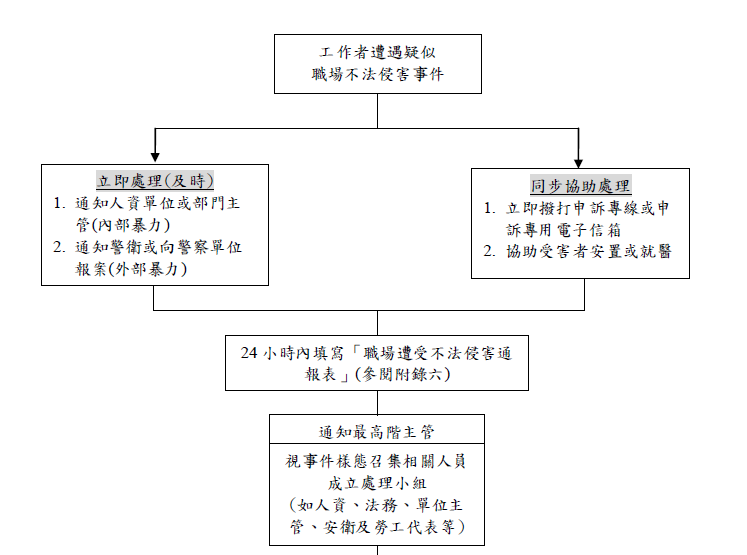 工作者遭遇疑似
職場不法侵害事件
立即處理(及時)
1. 通知人資單位或部門主
管(內部暴力)
2. 通知警衛或向警察單位
報案(外部暴力)
同步協助處理
1. 立即撥打申訴專線或申
訴專用電子信箱
2. 協助受害者安置或就醫
24 小時內填寫「職場遭受不法侵害通
報表」(參閱附錄六)
通知最高階主管
視事件樣態召集相關人員
成立處理小組
（如人資、法務、單位主
管、安衛及勞工代表等）